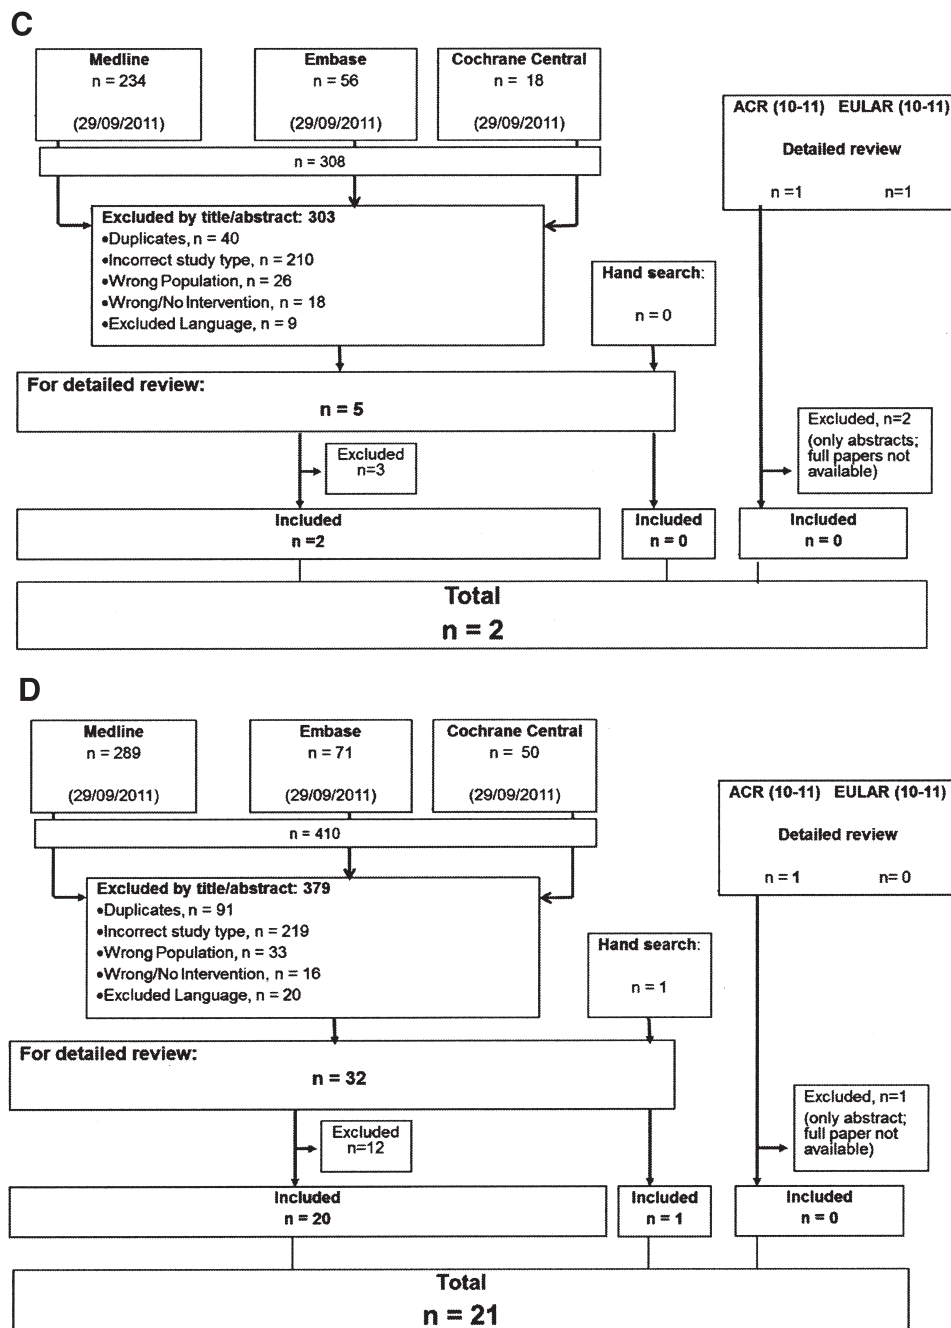 C
Medline
n = 234
(29/09/2011)
Embase
n = 56
(29/09/2011)
Cochrane Central
n = 18
(29/09/2011)
n = 308
ACR (10-11) EULAR (10-11)
Detailed review
n =1 n=1
Excluded by title/abstract: 303
•Duplicates, n = 40
•Incorrect study type, n = 210
•Wrong Population, n = 26
•Wrong/No Intervention, n = 18
•Excluded Language, n = 9
Hand search:
n = 0
For detailed review:
n = 5
Excluded
n=3
Excluded, n=2
(only abstracts;
full papers not
available)
Included
n =2
Included
n = 0
Included
n = 0
Total
n = 2
D
Medline
n = 289
(29/09/2011)
Embase
n = 71
(29/09/2011)
Cochrane Central
n = 50
(29/09/2011)
n = 410
ACR (10-11) EULAR (10-11)
Detailed review
n = 1 n= 0
Excluded by title/abstract: 379
•Duplicates, n = 91
•Incorrect study type, n = 219
•Wrong Population, n = 33
•Wrong/No Intervention, n = 16
•Excluded Language, n = 20
Hand search:
n = 1
For detailed review:
n = 32
Excluded
n=12
Excluded, n=1
(only abstract;
full paper not
available)
Included
n = 20
Included
n = 1
Included
n = 0
Total
n = 21